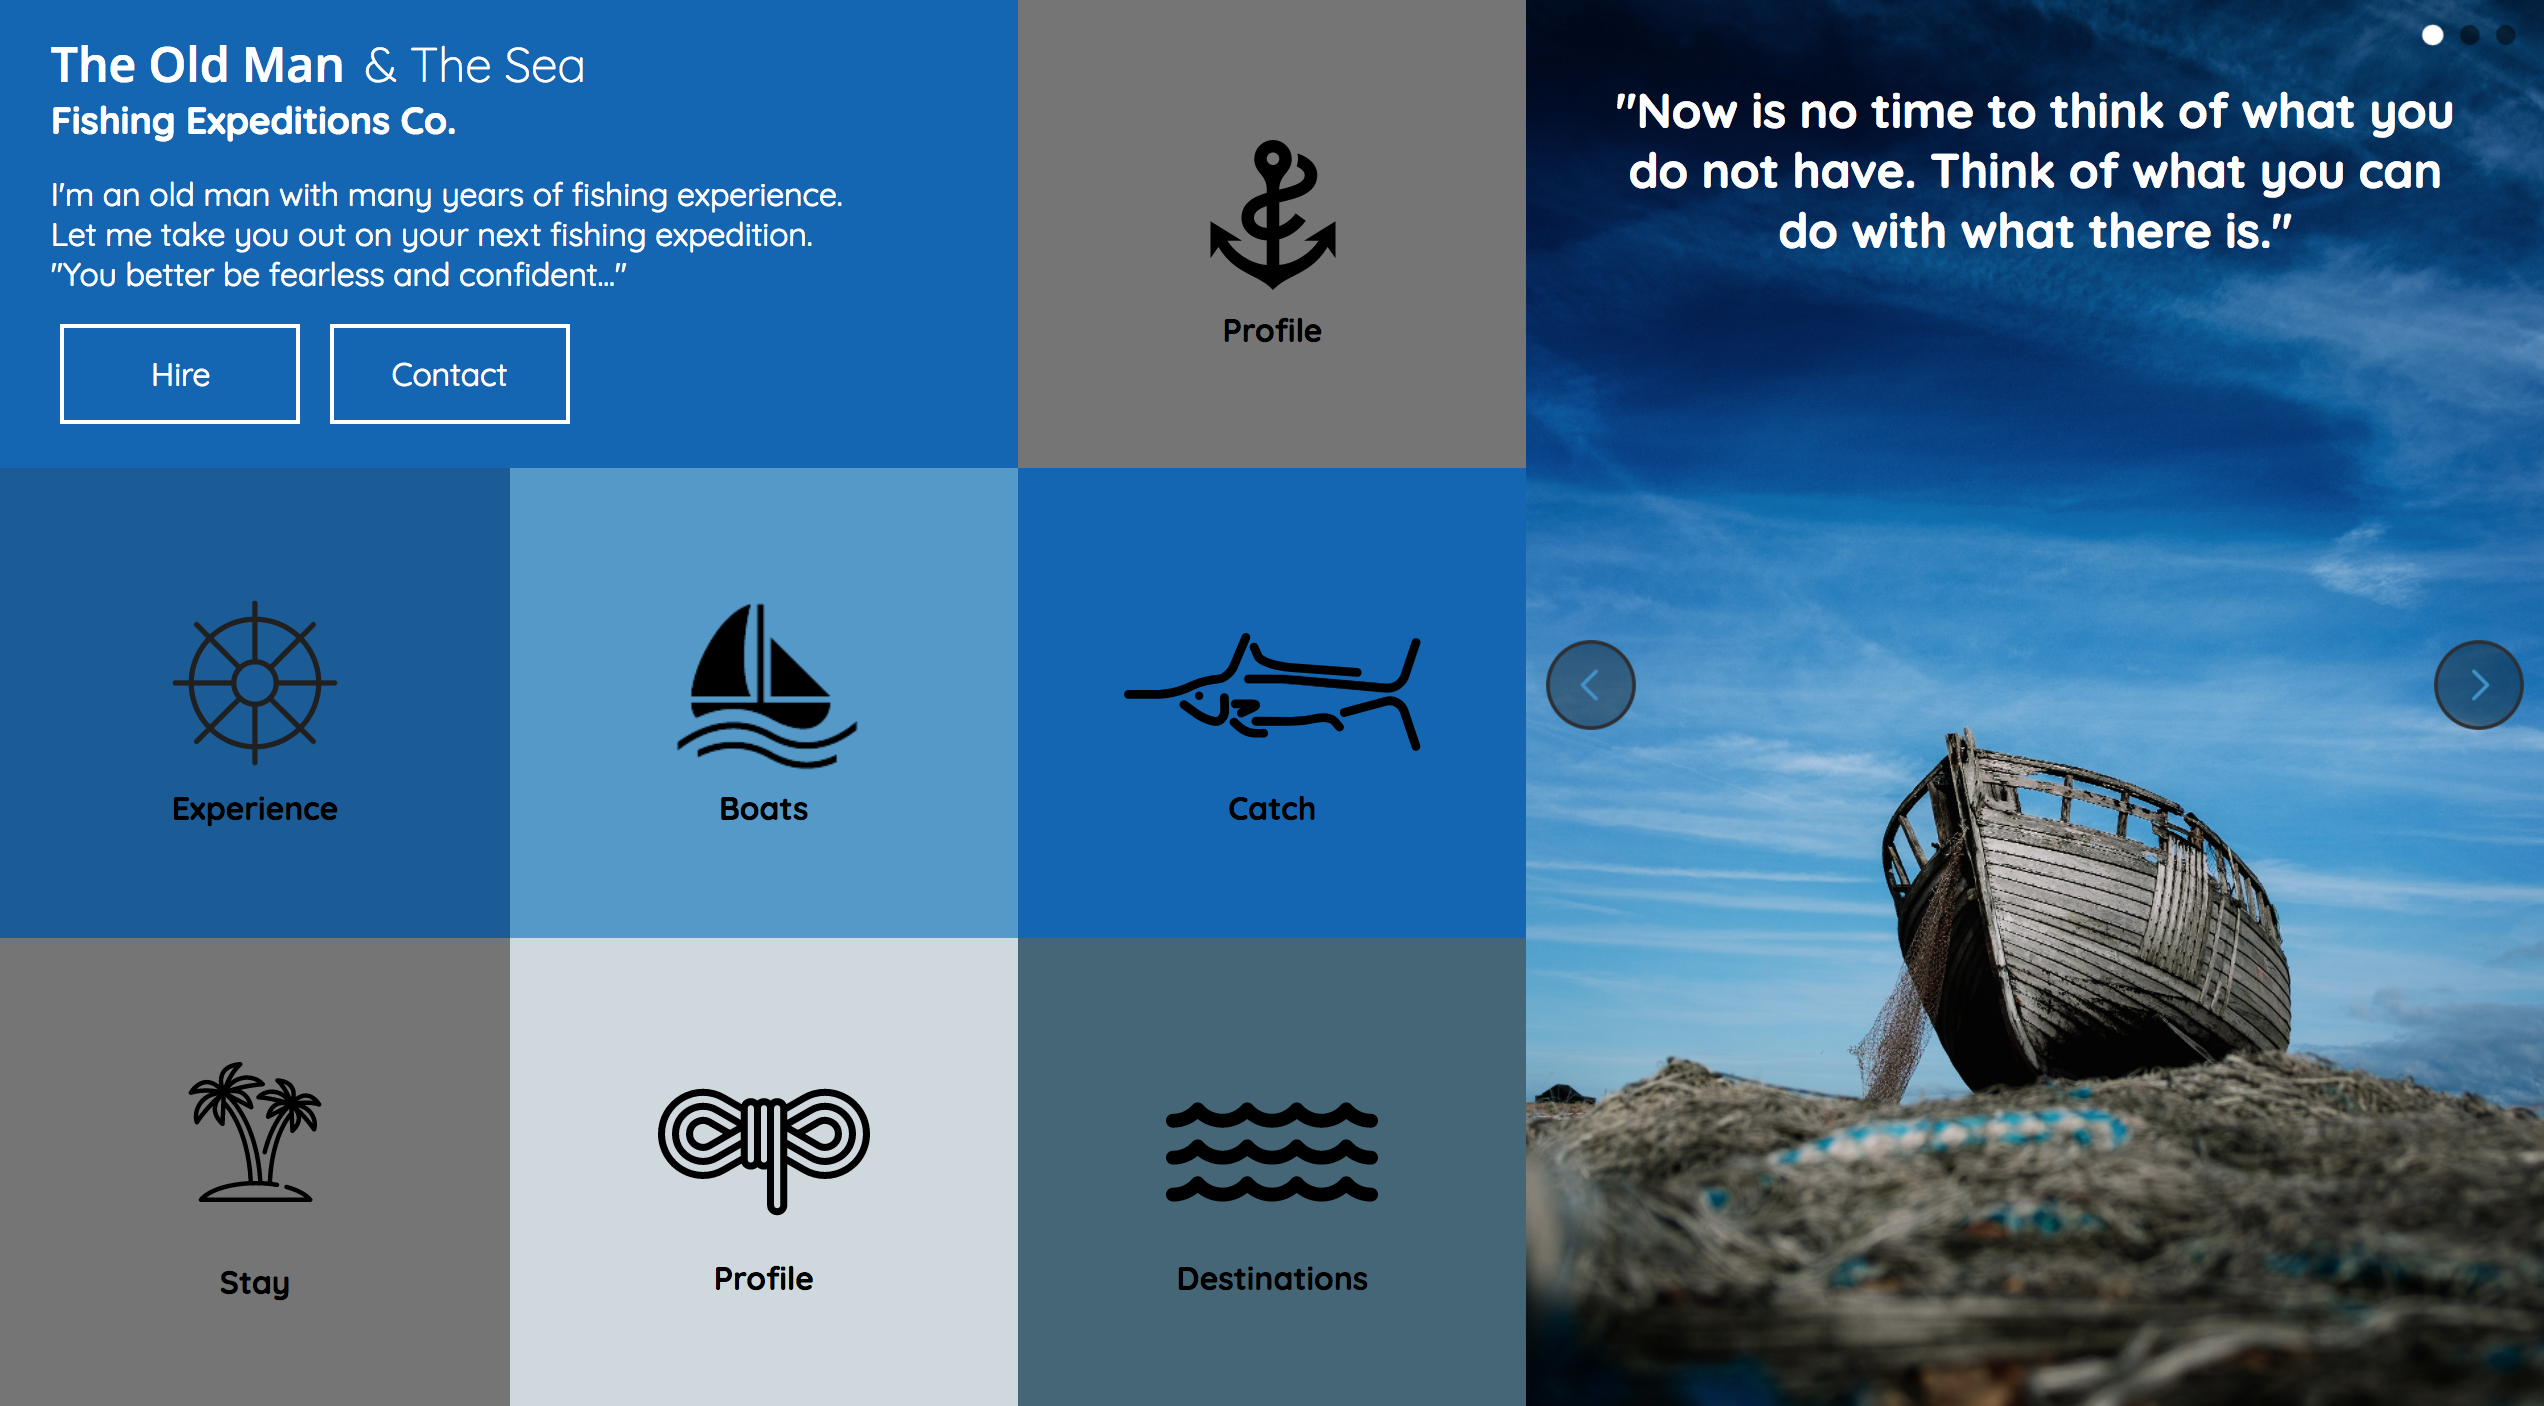 The Old Man & The Sea
Fishing Expeditions Co.
I'm an old man with many years of fishing experience.
Let me take you out on your next fishing expedition.
"You better be fearless and confident..."
Hire
Contact
Profile
Experience
Boats
Catch
Stay
Profile
Destinations
"Now is no time to think of what you
do not have. Think of what you can
do with what there is."